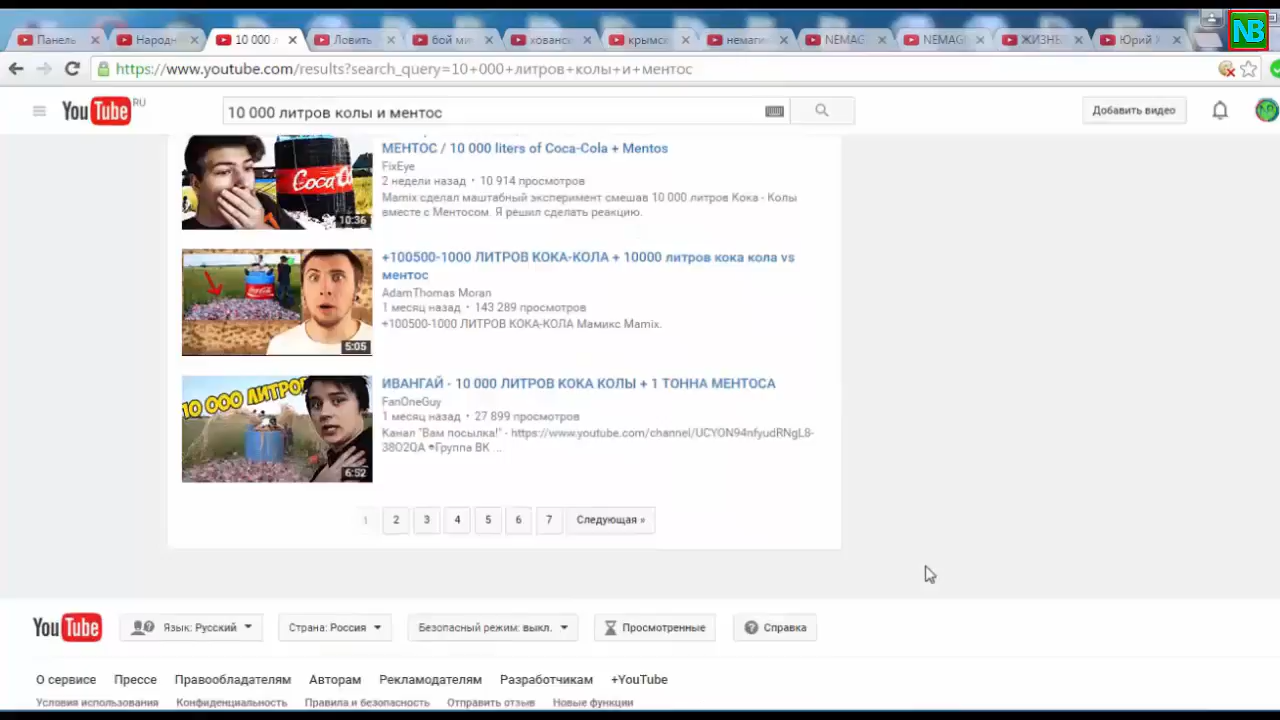 Панель
Народн
10 000
Ловить
бой ми
хованс
крымск
немаги
NEMAG
NEMAG
ЖИЗНЬ
Юрий
NB
https://www.youtube.com/results?search_query=10+000+литров+колы+и+ментос
YouTube RU
10 000 литров колы и ментос
Добавить видео
МЕНТОС / 10 000 liters of Coca-Cola + Mentos
FixEye
2 недели назад · 10 914 просмотров
Mamix сделал маштабный эксперимент смешав 10 000 литров Кока - Колы
вместе с Ментосом. Я решил сделать реакцию.
Coca
10:36
+100500-1000 ЛИТРОВ КОКА-КОЛА + 10000 литров кока кола vs
ментос
AdamThomas Moran
1 месяц назад · 143 289 просмотров
+100500-1000 ЛИТРОВ КОКА-КОЛА Мамикс Mamix.
5:05
10 000 ЛИТРО
ИВАНГАЙ - 10 000 ЛИТРОВ КОКА КОЛЫ + 1 ТОННА МЕНТОСА
FanOneGuy
1 месяц назад · 27 899 просмотров
Канал "Вам посылка!" - https://www.youtube.com/channel/UCYON94nfyudRNgL8-
38O2QA ●Группа ВК ...
6:52
1 2 3 4 5 6 7 Следующая »
YouTube
Язык: Русский
Страна: Россия
Безопасный режим: выкл.
Просмотренные
Справка
О сервисе Прессе Правообладателям Авторам Рекламодателям Разработчикам +YouTube
Условия использования Конфиденциальность Правила и безопасность Отправить отзыв Новые функции